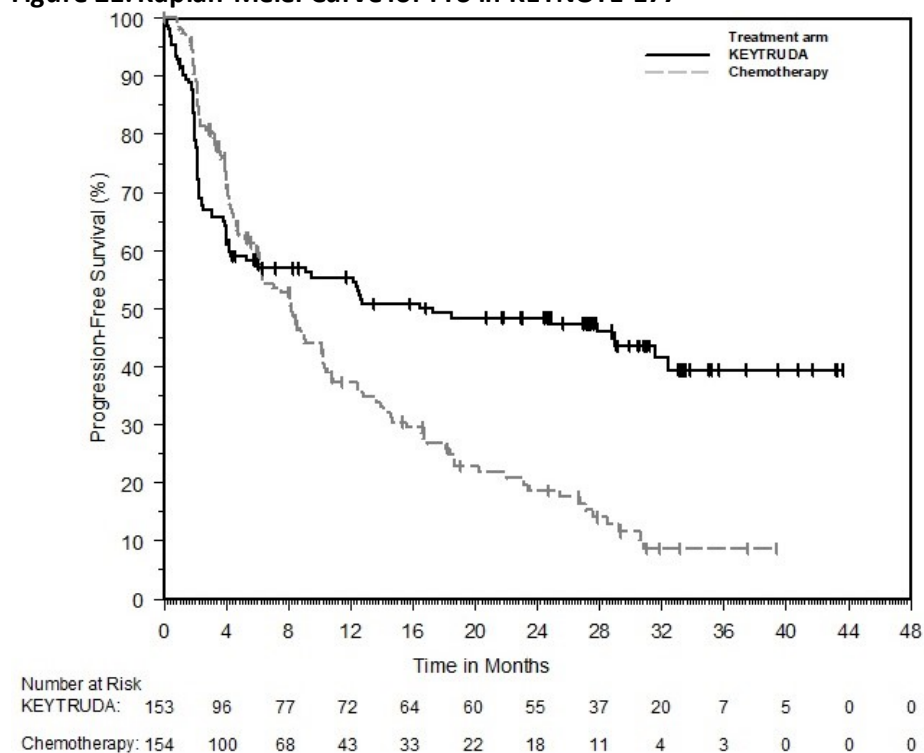 Kaplan-Meier Curve for PFS in KEYNOTE-177
100
90
80
70
60
50
40
30
20
10
0
Progression-Free Survival (%)
Treatment arm
KEYTRUDA
Chemotherapy
0 4 8 12 16 20 24 28 32 36 40 44 48
Time in Months
Number at Risk
KEYTRUDA: 153 96 77 72 64 60 55 37 20 7 5 0 0
Chemotherapy: 154 100 68 43 33 22 18 11 4 3 0 0 0